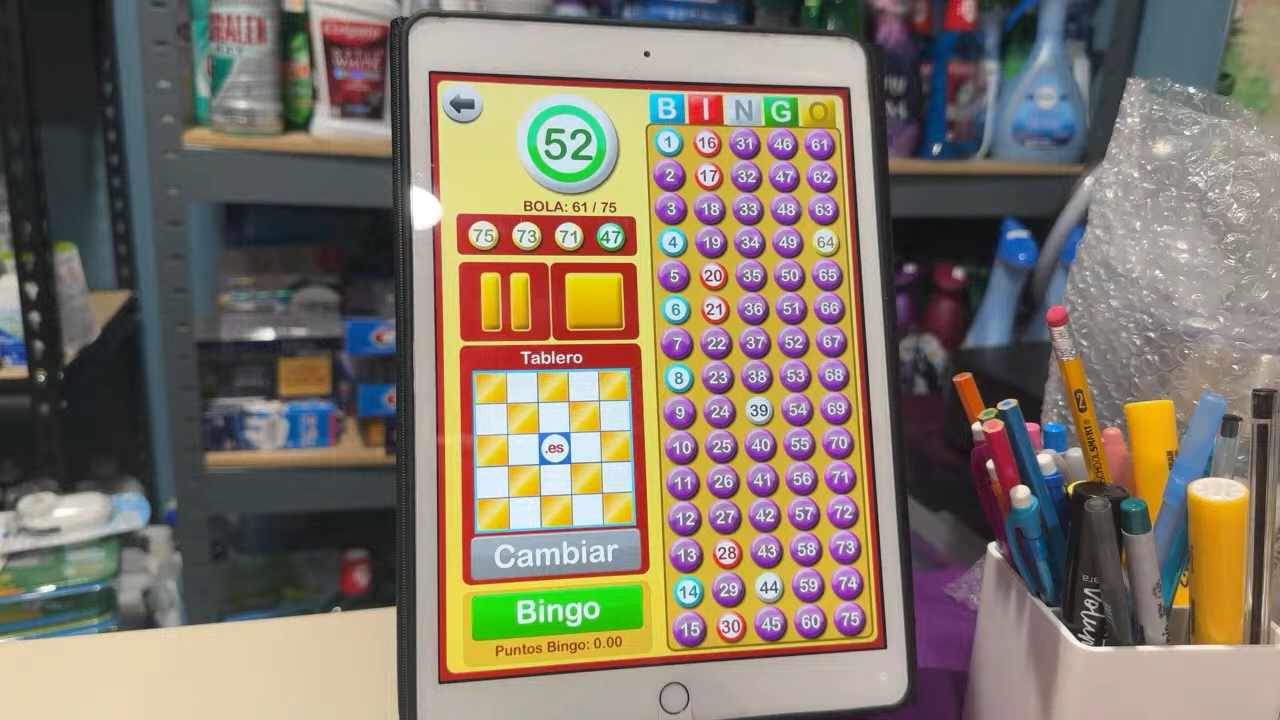 B I N G O
52
BOLA: 61 / 75
75 73 71 47
1 16 31 46 61
2 17 32 47 62
3 18 33 48 63
4 19 34 49 64
5 20 35 50 65
6 21 36 51 66
7 22 37 52 67
8 23 38 53 68
9 24 39 54 69
10 25 40 55 70
11 26 41 56 71
12 27 42 57 72
13 28 43 58 73
14 29 44 59 74
15 30 45 60 75
Tablero
.es
Cambiar
Bingo
Puntos Bingo: 0.00
Colgate
2 SCHOOL SMART